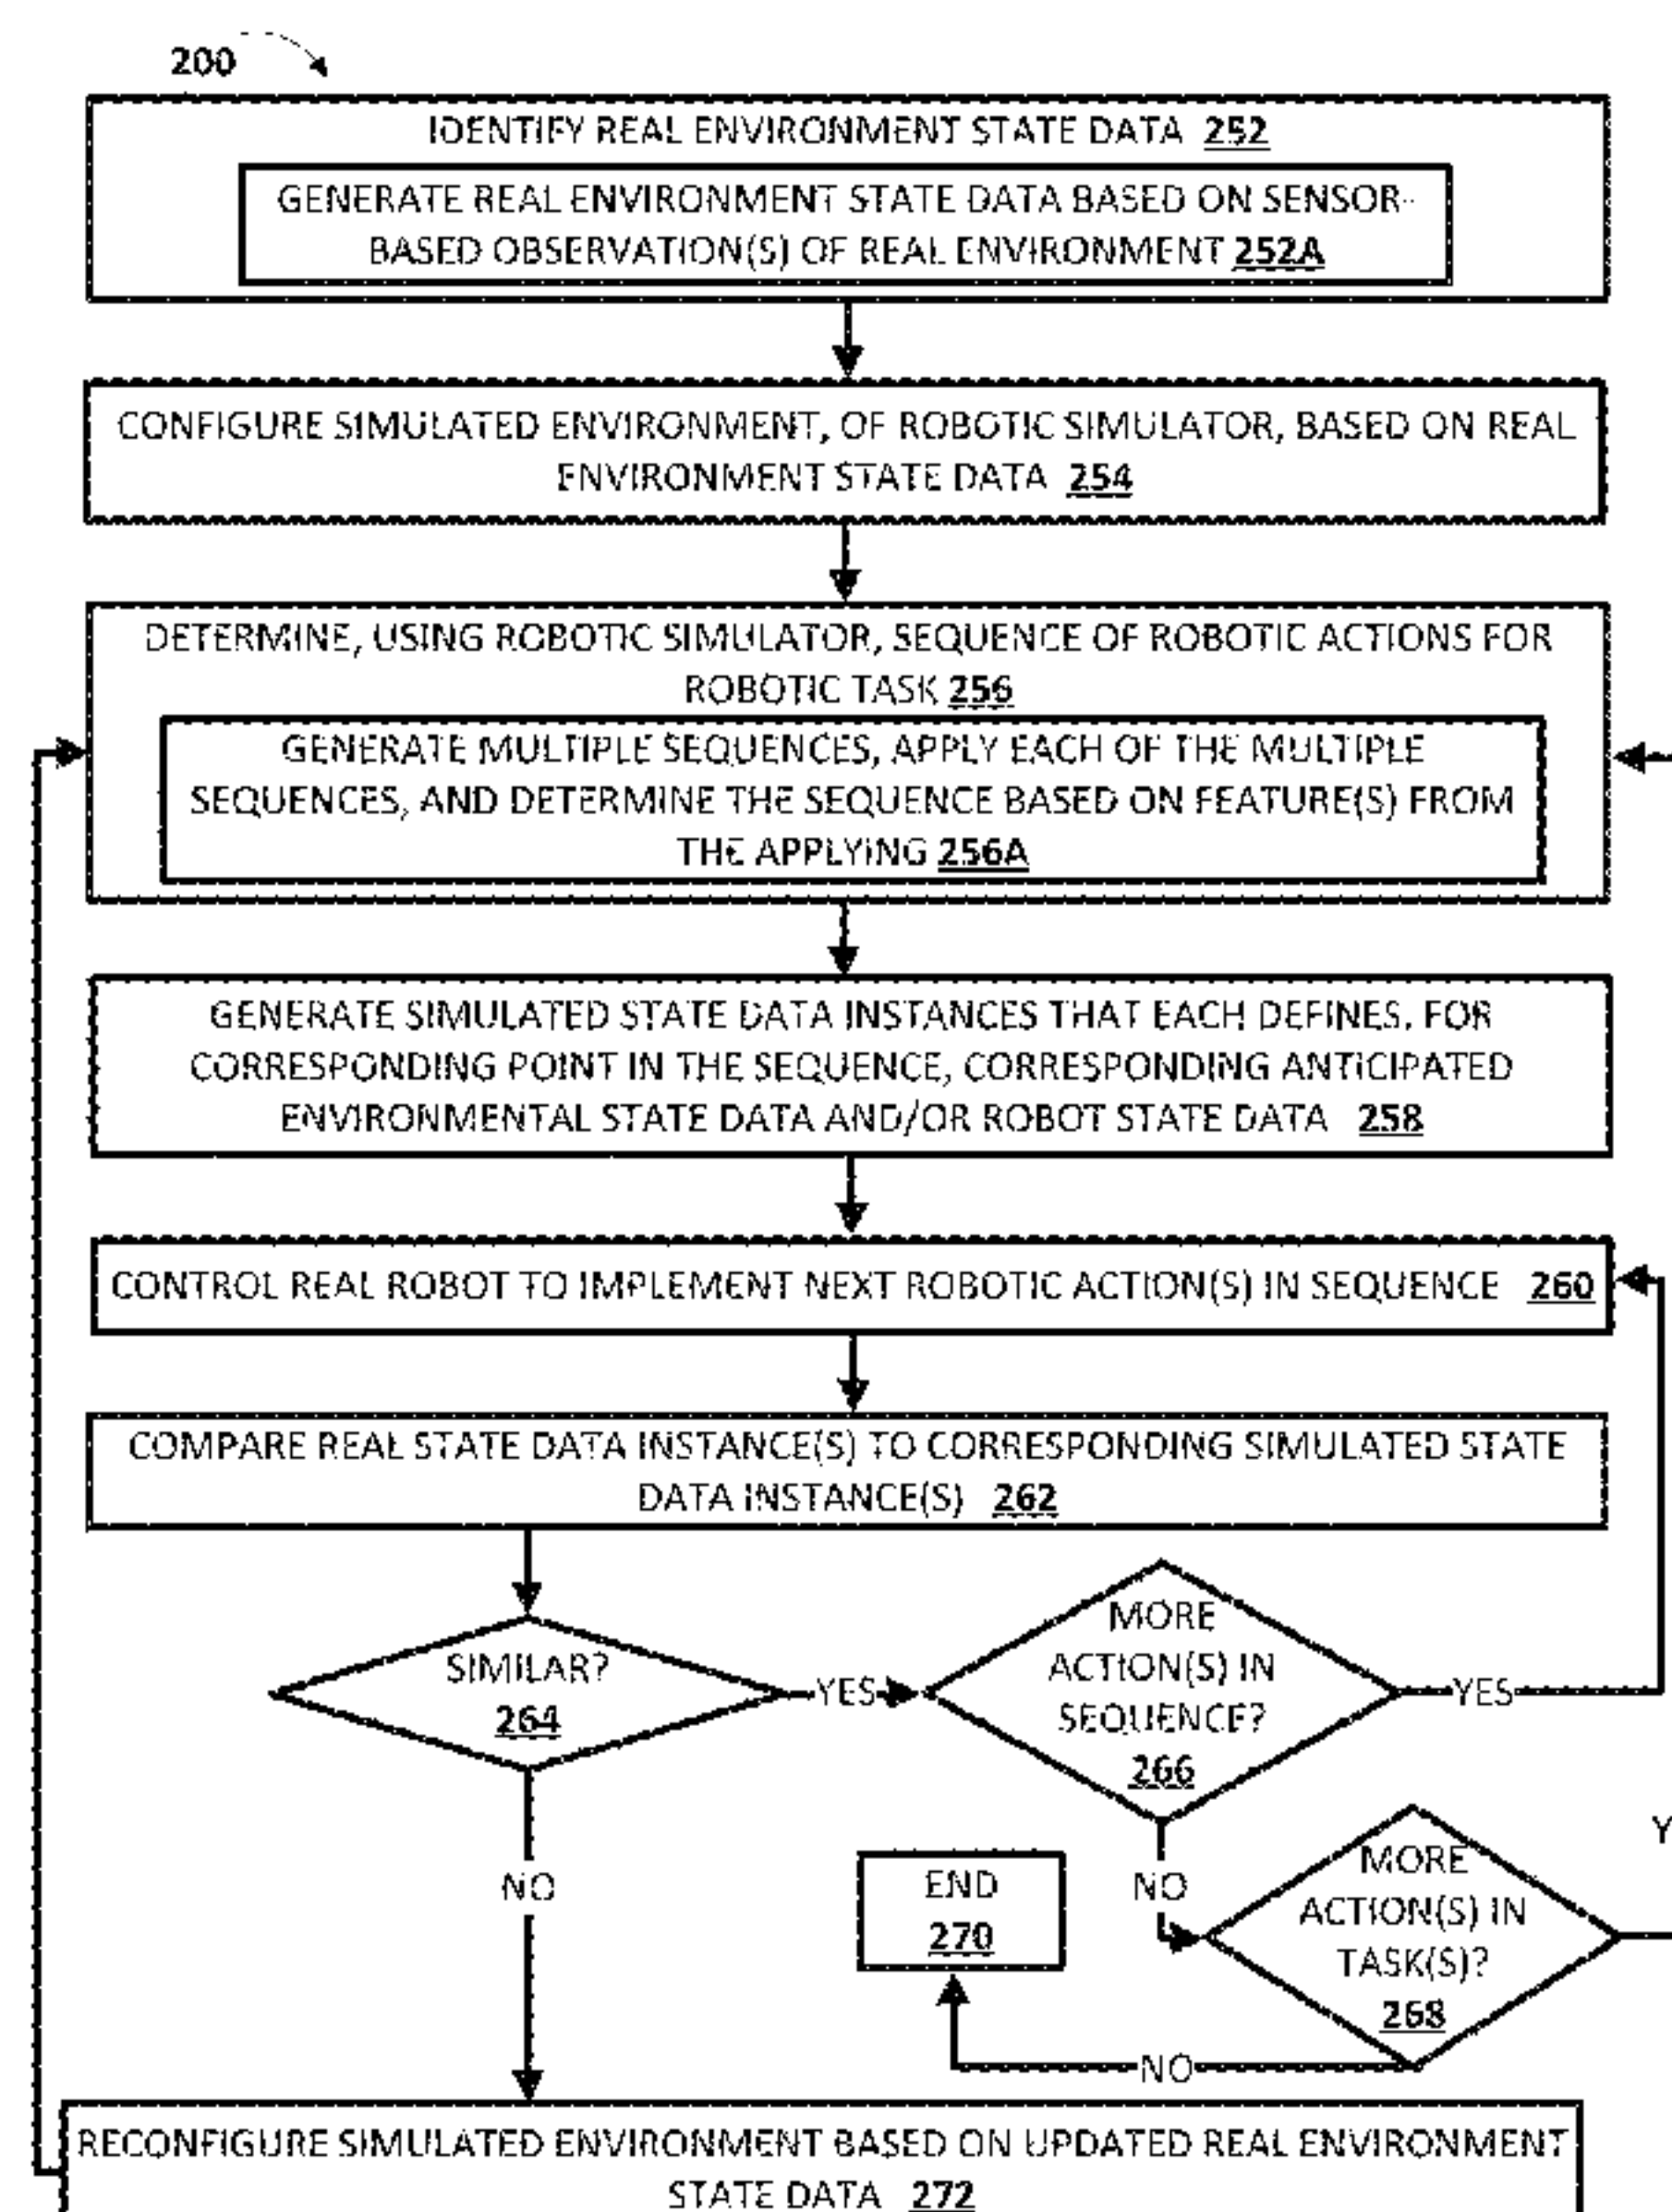 200
IDENTIFY REAL ENVIRONMENT STATE DATA 252
GENERATE REAL ENVIRONMENT STATE DATA BASED ON SENSOR-
BASED OBSERVATION(S) OF REAL ENVIRONMENT 252A
CONFIGURE SIMULATED ENVIRONMENT, OF ROBOTIC SIMULATOR, BASED ON REAL
ENVIRONMENT STATE DATA 254
DETERMINE, USING ROBOTIC SIMULATOR, SEQUENCE OF ROBOTIC ACTIONS FOR
ROBOTIC TASK 256
GENERATE MULTIPLE SEQUENCES, APPLY EACH OF THE MULTIPLE
SEQUENCES, AND DETERMINE THE SEQUENCE BASED ON FEATURE(S) FROM
THE APPLYING 256A
GENERATE SIMULATED STATE DATA INSTANCES THAT EACH DEFINES, FOR
CORRESPONDING POINT IN THE SEQUENCE, CORRESPONDING ANTICIPATED
ENVIRONMENTAL STATE DATA AND/OR ROBOT STATE DATA 258
CONTROL REAL ROBOT TO IMPLEMENT NEXT ROBOTIC ACTION(S) IN SEQUENCE 260
COMPARE REAL STATE DATA INSTANCE(S) TO CORRESPONDING SIMULATED STATE
DATA INSTANCE(S) 262
SIMILAR?
264
YES
MORE
ACTION(S) IN
SEQUENCE?
266
YES
NO
NO
MORE
ACTION(S) IN
TASK(S)?
268
Y
END
270
NO
RECONFIGURE SIMULATED ENVIRONMENT BASED ON UPDATED REAL ENVIRONMENT
STATE DATA 272